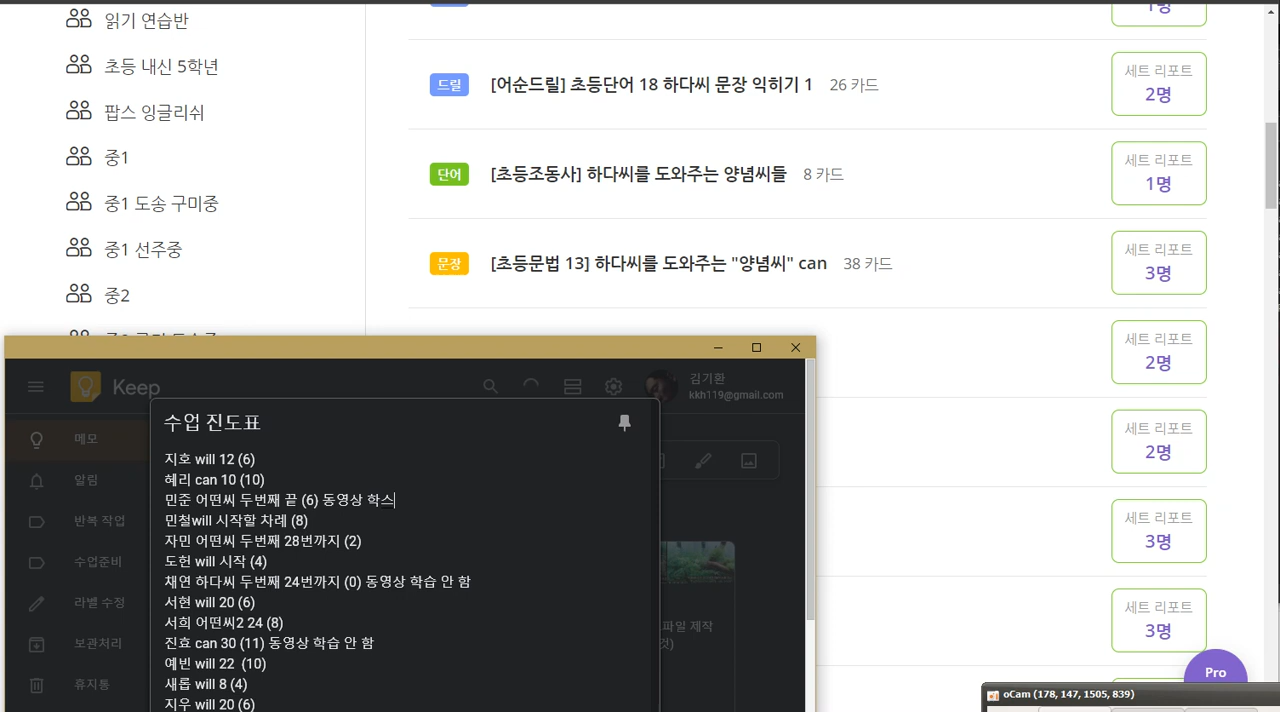 읽기 연습반
초등 내신 5학년
팝스 잉글리쉬
중1
중1 도송 구미중
중1 선주중
중2
1명
드릴 [어순드릴] 초등단어 18 하다씨 문장 익히기 1 26 카드
세트 리포트
2명
단어 [초등조동사] 하다씨를 도와주는 양념씨들 8 카드
세트 리포트
1명
문장 [초등문법 13] 하다씨를 도와주는 "양념씨" can 38 카드
세트 리포트
3명
세트 리포트
2명
세트 리포트
2명
세트 리포트
3명
세트 리포트
3명
Pro
Keep
김기환
kkh119@gmail.com
메모
알림
반복 작업
수업준비
라벨 수정
보관처리
휴지통
수업 진도표
지호 will 12 (6)
혜리 can 10 (10)
민준 어떤씨 두번째 끝 (6) 동영상 학스
민철will 시작할 차례 (8)
자민 어떤씨 두번째 28번까지 (2)
도헌 will 시작 (4)
채연 하다씨 두번째 24번까지 (0) 동영상 학습 안 함
서현 will 20 (6)
서희 어떤씨2 24 (8)
진효 can 30 (11) 동영상 학습 안 함
예빈 will 22 (10)
새롭 will 8 (4)
지우 will 20 (6)
파일 제작
것)
oCam (178, 147, 1505, 839)